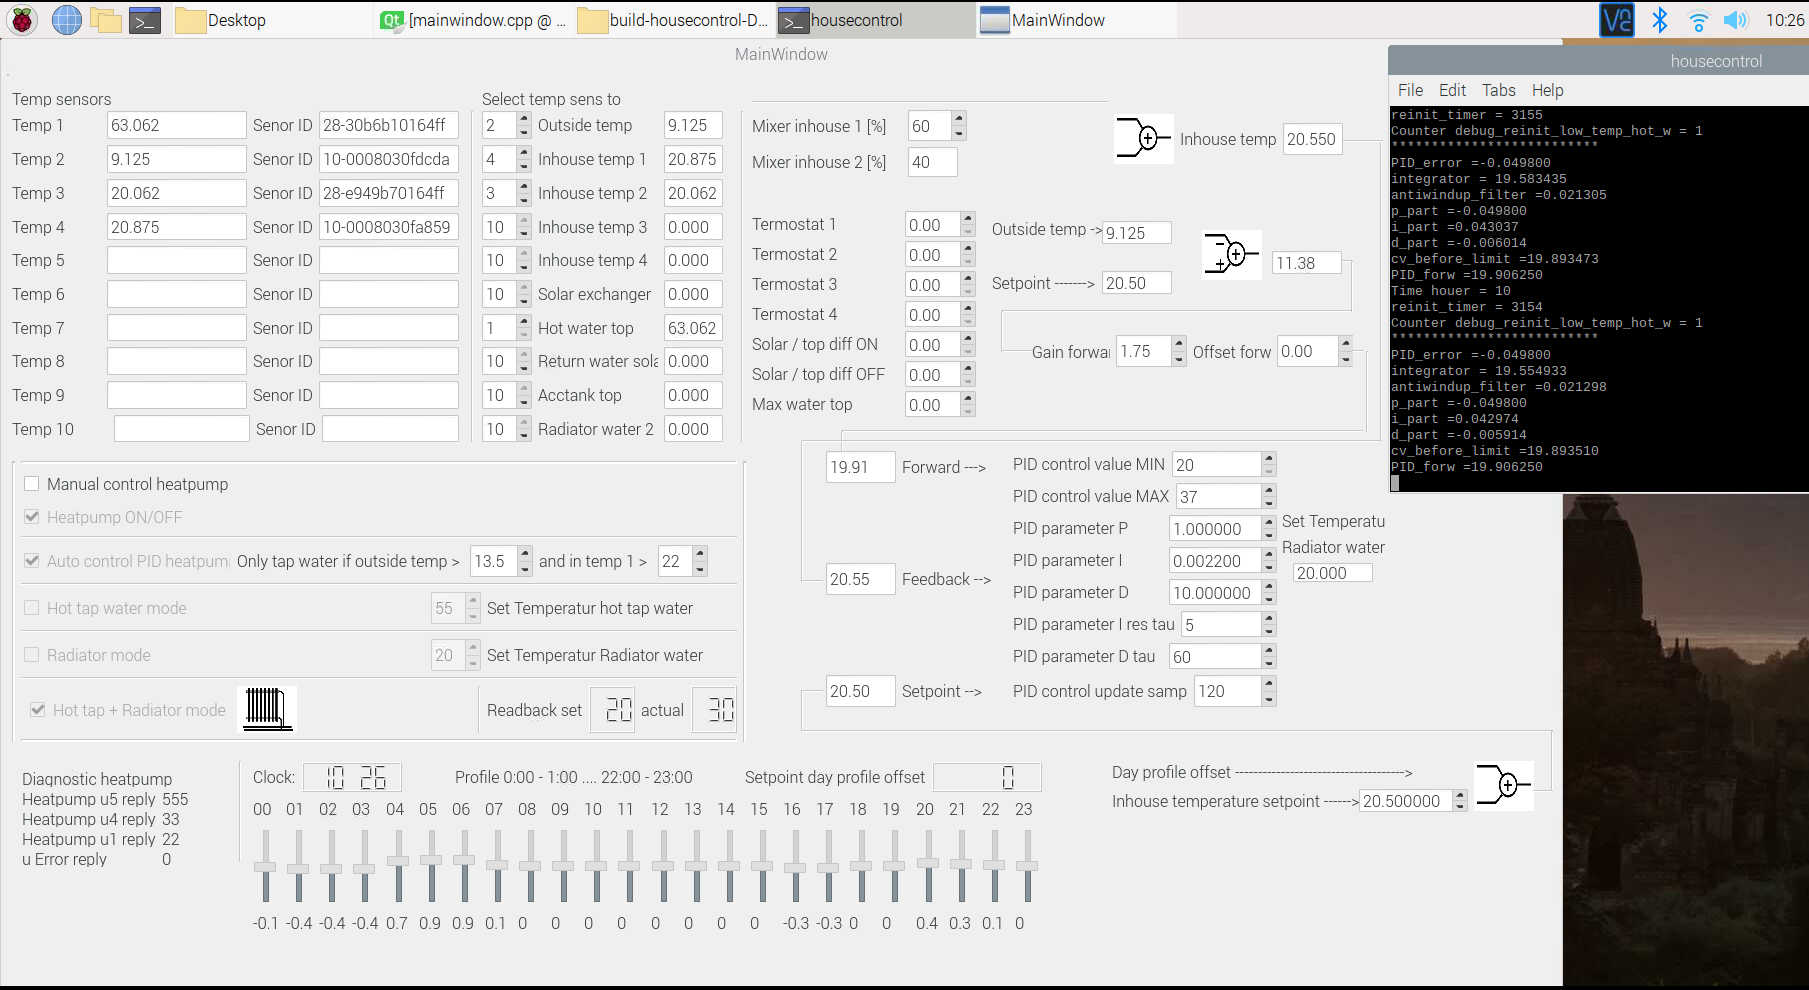 Desktop
[mainwindow.cpp @ ...
build-housecontrol-D...
housecontrol
MainWindow
10:26
MainWindow
Temp sensors
Temp 1 63.062 Senor ID 28-30b6b10164ff
Temp 2 9.125 Senor ID 10-0008030fdcda
Temp 3 20.062 Senor ID 28-e949b70164ff
Temp 4 20.875 Senor ID 10-0008030fa859
Temp 5 Senor ID
Temp 6 Senor ID
Temp 7 Senor ID
Temp 8 Senor ID
Temp 9 Senor ID
Temp 10 Senor ID
Select temp sens to
2 Outside temp 9.125
4 Inhouse temp 1 20.875
3 Inhouse temp 2 20.062
10 Inhouse temp 3 0.000
10 Inhouse temp 4 0.000
10 Solar exchanger 0.000
1 Hot water top 63.062
10 Return water sola 0.000
10 Acctank top 0.000
10 Radiator water 2 0.000
Mixer inhouse 1 [%] 60
Mixer inhouse 2 [%] 40
Inhouse temp 20.550
Termostat 1 0.00
Termostat 2 0.00
Termostat 3 0.00
Termostat 4 0.00
Solar / top diff ON 0.00
Solar / top diff OFF 0.00
Max water top 0.00
Outside temp -> 9.125
Setpoint -------> 20.50
11.38
Gain forwar 1.75 Offset forw 0.00
19.91 Forward --->
20.55 Feedback -->
20.50 Setpoint -->
PID control value MIN 20
PID control value MAX 37
PID parameter P 1.000000
PID parameter I 0.002200
PID parameter D 10.000000
PID parameter I res tau 5
PID parameter D tau 60
PID control update samp 120
Set Temperatu
Radiator water
20.000
Manual control heatpump
Heatpump ON/OFF
Auto control PID heatpum Only tap water if outside temp > 13.5 and in temp 1 > 22
Hot tap water mode 55 Set Temperatur hot tap water
Radiator mode 20 Set Temperatur Radiator water
Hot tap + Radiator mode Readback set 20 actual 30
Diagnostic heatpump
Heatpump u5 reply 555
Heatpump u4 reply 33
Heatpump u1 reply 22
u Error reply 0
Clock: 10 26 Profile 0:00 - 1:00 .... 22:00 - 23:00 Setpoint day profile offset 0
00 01 02 03 04 05 06 07 08 09 10 11 12 13 14 15 16 17 18 19 20 21 22 23
-0.1 -0.4 -0.4 -0.4 0.7 0.9 0.9 0.1 0 0 0 0 0 0 0 0 -0.3 -0.3 0 0 0.4 0.3 0.1 0
Day profile offset ------------------------------------->
Inhouse temperature setpoint ------> 20.500000
housecontrol
File Edit Tabs Help
reinit_timer = 3155
Counter debug_reinit_low_temp_hot_w = 1
**************************
PID_error =-0.049800
integrator = 19.583435
antiwindup_filter =0.021305
p_part =-0.049800
i_part =0.043037
d_part =-0.006014
cv_before_limit =19.893473
PID_forw =19.906250
Time houer = 10
reinit_timer = 3154
Counter debug_reinit_low_temp_hot_w = 1
**************************
PID_error =-0.049800
integrator = 19.554933
antiwindup_filter =0.021298
p_part =-0.049800
i_part =0.042974
d_part =-0.005914
cv_before_limit =19.893510
PID_forw =19.906250